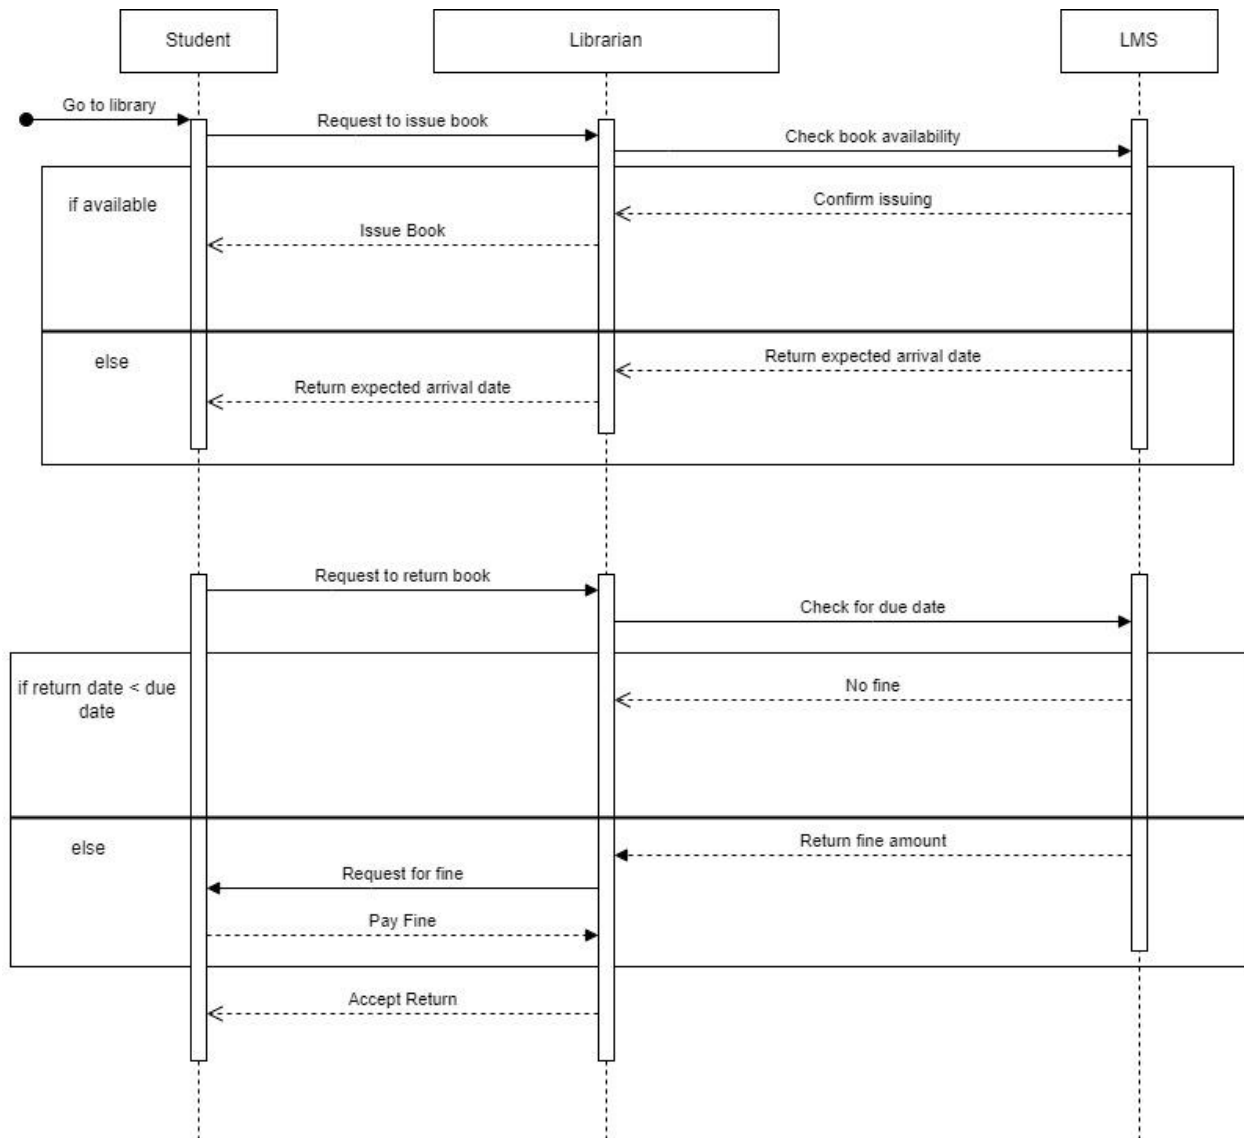 Student
Librarian
LMS
Go to library
Request to issue book
Check book availability
if available
Confirm issuing
Issue Book
else
Return expected arrival date
Return expected arrival date
Request to return book
Check for due date
if return date < due
date
No fine
else
Return fine amount
Request for fine
Pay Fine
Accept Return